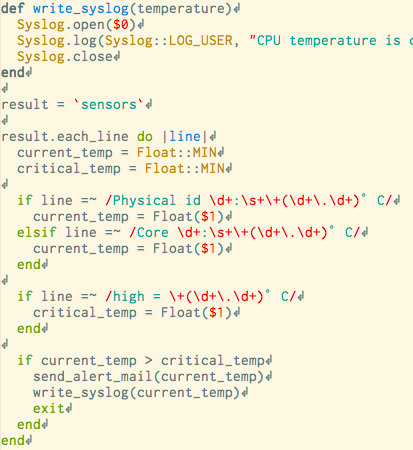 def write_syslog(temperature)
  Syslog.open($0)
  Syslog.log(Syslog::LOG_USER, "CPU temperature is
  Syslog.close
end

result = `sensors`

result.each_line do |line|
  current_temp = Float::MIN
  critical_temp = Float::MIN

  if line =~ /Physical id \d+:\s+\+(\d+\.\d+)° C/
    current_temp = Float($1)
  elsif line =~ /Core \d+:\s+\+(\d+\.\d+)° C/
    current_temp = Float($1)
  end

  if line =~ /high = \+(\d+\.\d+)° C/
    critical_temp = Float($1)
  end

  if current_temp > critical_temp
    send_alert_mail(current_temp)
    write_syslog(current_temp)
    exit
  end
end